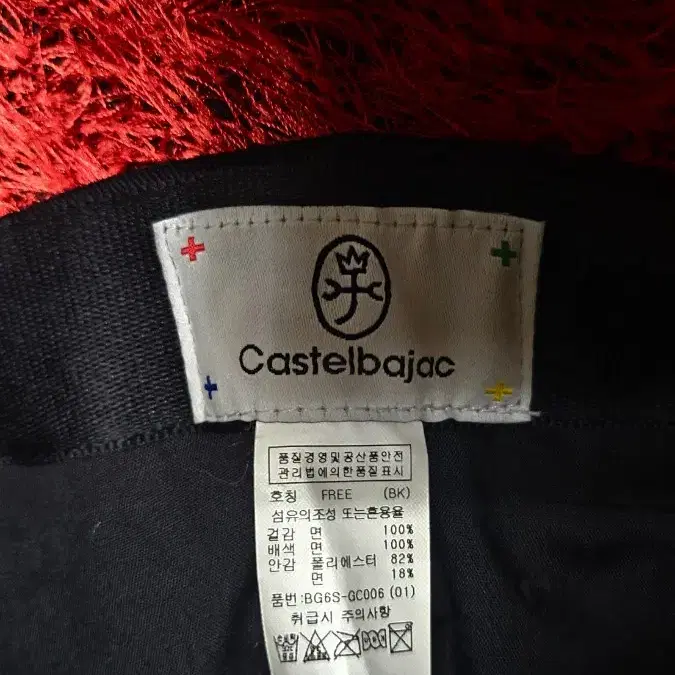 Castelbajac
품질경영및공산품안전
관리법에의한품질표시
호칭 FREE (BK)
섬유의조성 또는혼용율
겉감 면 100%
배색 면 100%
안감 폴리에스터 82%
면 18%
품번:BG6S-GC006 (01)
취급시 주의사항